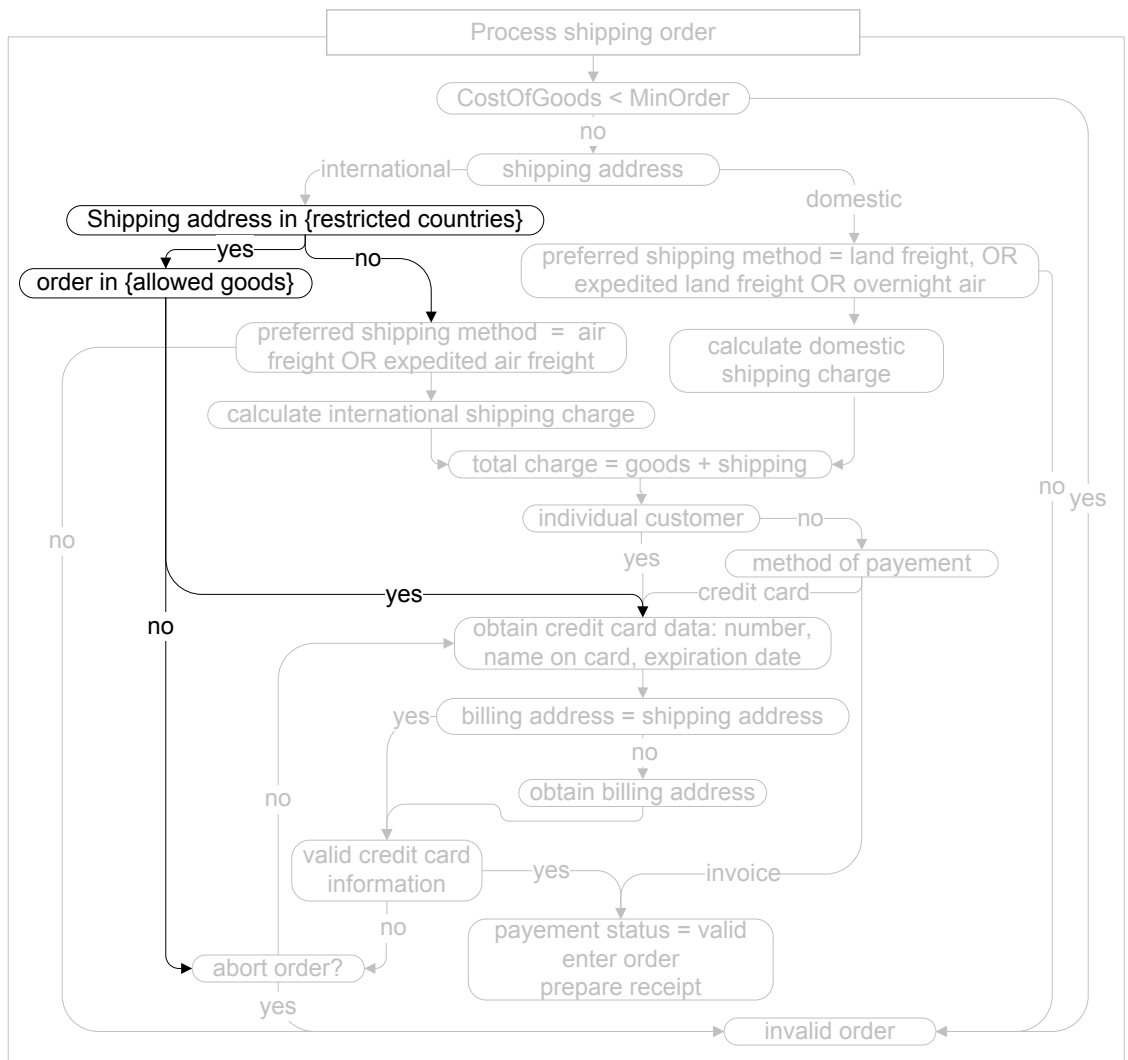 Process shipping order
CostOfGoods < MinOrder
no
international
shipping address
domestic
Shipping address in {restricted countries}
yes
no
order in {allowed goods}
preferred shipping method = land freight, OR
expedited land freight OR overnight air
preferred shipping method = air
freight OR expedited air freight
calculate domestic
shipping charge
calculate international shipping charge
total charge = goods + shipping
no
yes
individual customer
no
no
yes
method of payement
yes
credit card
no
obtain credit card data: number,
name on card, expiration date
yes
billing address = shipping address
no
no
obtain billing address
valid credit card
information
yes
invoice
no
payement status = valid
enter order
prepare receipt
abort order?
yes
invalid order